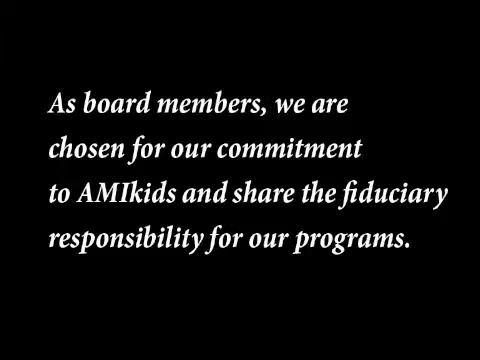 As board members, we are
chosen for our commitment
to AMIkids and share the fiduciary
responsibility for our programs.